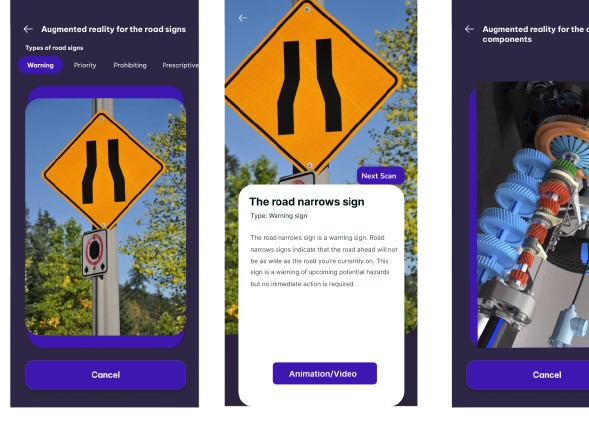 Augmented reality for the road signs
Types of road signs
Warning
Priority
Prohibiting
Prescriptive
Cancel
Next Scan
The road narrows sign
Type: Warning sign
The road narrows sign is a warning sign. Road
narrows signs indicate that the road ahead will not
be as wide as the road you're currently on. This
sign is a warning of upcoming potential hazards
but no immediate action is required.
Animation/Video
Augmented reality for the
components
Cancel